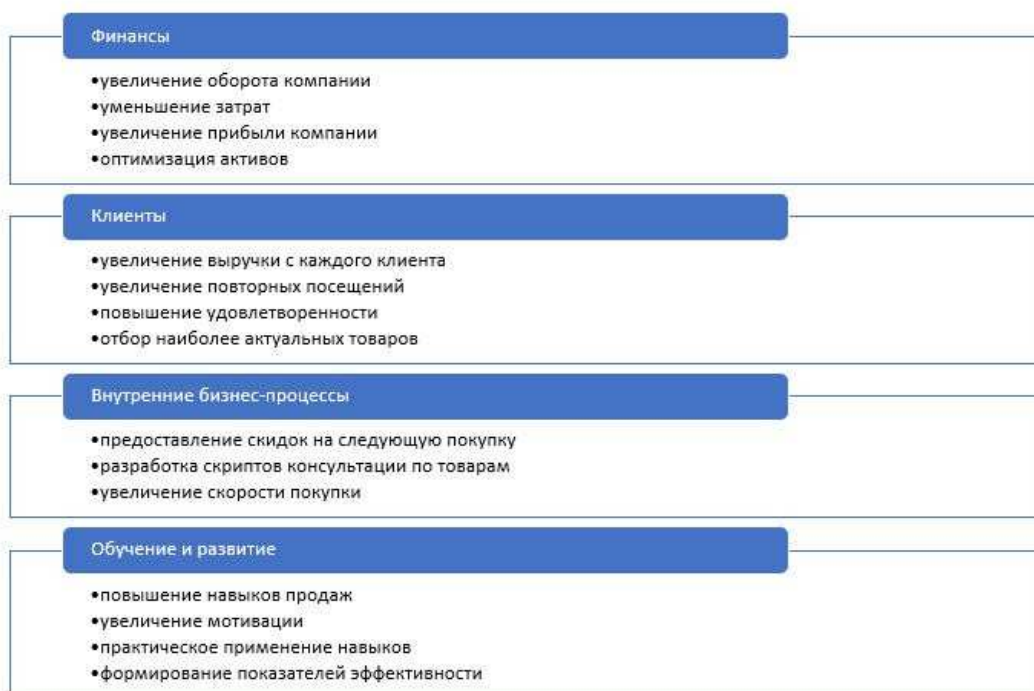 Финансы
•увеличение оборота компании
•уменьшение затрат
•увеличение прибыли компании
•оптимизация активов
Клиенты
•увеличение выручки с каждого клиента
•увеличение повторных посещений
•повышение удовлетворенности
•отбор наиболее актуальных товаров
Внутренние бизнес-процессы
•предоставление скидок на следующую покупку
•разработка скриптов консультации по товарам
•увеличение скорости покупки
Обучение и развитие
•повышение навыков продаж
•увеличение мотивации
•практическое применение навыков
•формирование показателей эффективности